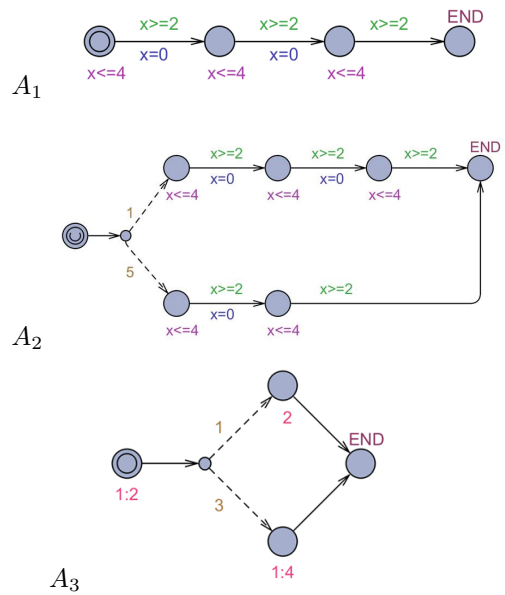 END
x>=2 x>=2 x>=2
x=0 x=0
x<=4 x<=4 x<=4
A1
END
x>=2 x>=2 x>=2
x<=4 x=0 x<=4 x=0 x<=4
1
5
x>=2 x>=2
x<=4 x=0 x<=4
A2
1
2
END
1:2
3
1:4
A3